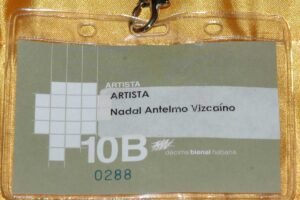 ARTISTA
ARTISTA
Nadal Antelmo Vizcaíno
10B
décima bienal habana
0288